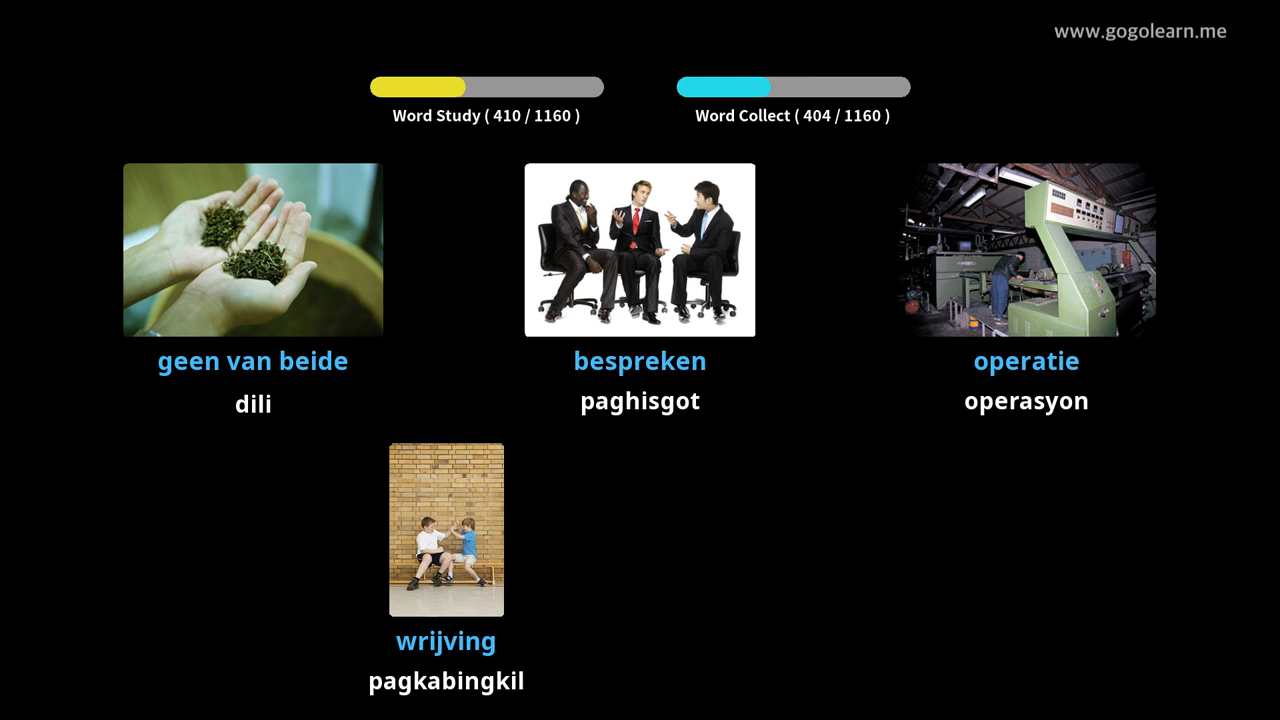 www.gogolearn.me
Word Study ( 410 / 1160 )
Word Collect ( 404 / 1160 )
geen van beide
dili
bespreken
paghisgot
operatie
operasyon
wrijving
pagkabingkil